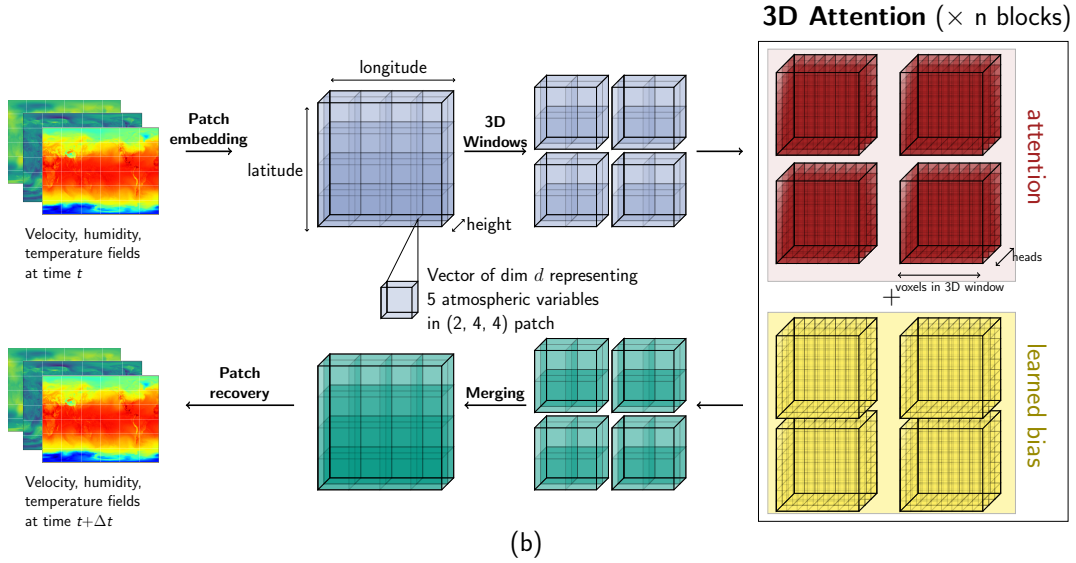 3D Attention (× n blocks)
longitude
Patch
embedding
3D
Windows
latitude
height
attention
heads
voxels in 3D window
Velocity, humidity,
temperature fields
at time t
Vector of dim d representing
5 atmospheric variables
in (2, 4, 4) patch
+
learned bias
Patch
recovery
Merging
Velocity, humidity,
temperature fields
at time t+Δt
(b)